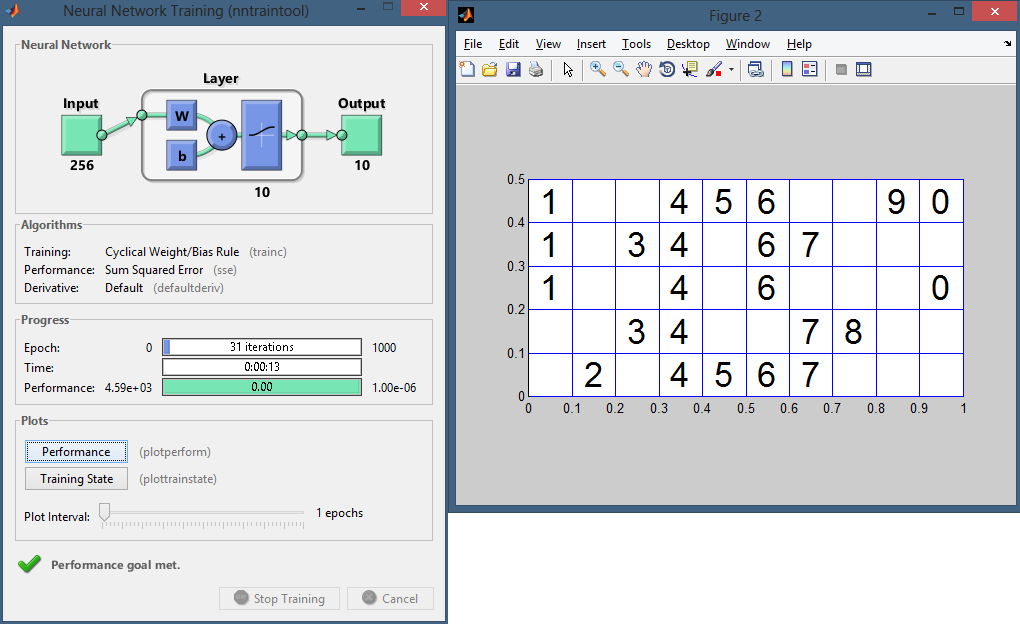 Neural Network Training (nntraintool)
Neural Network
Layer
Input
W
b
+
Output
256
10
10
Algorithms
Training: Cyclical Weight/Bias Rule (trainc)
Performance: Sum Squared Error (sse)
Derivative: Default (defaultderiv)
Progress
Epoch: 0 31 iterations 1000
Time: 0:00:13
Performance: 4.59e+03 0.00 1.00e-06
Plots
Performance (plotperform)
Training State (plottrainstate)
Plot Interval: 1 epochs
Performance goal met.
Stop Training Cancel
Figure 2
File Edit View Insert Tools Desktop Window Help
0.5
1 4 5 6 9 0
0.4
1 3 4 6 7
0.3
1 4 6 0
0.2
3 4 7 8
0.1
2 4 5 6 7
0
0 0.1 0.2 0.3 0.4 0.5 0.6 0.7 0.8 0.9 1